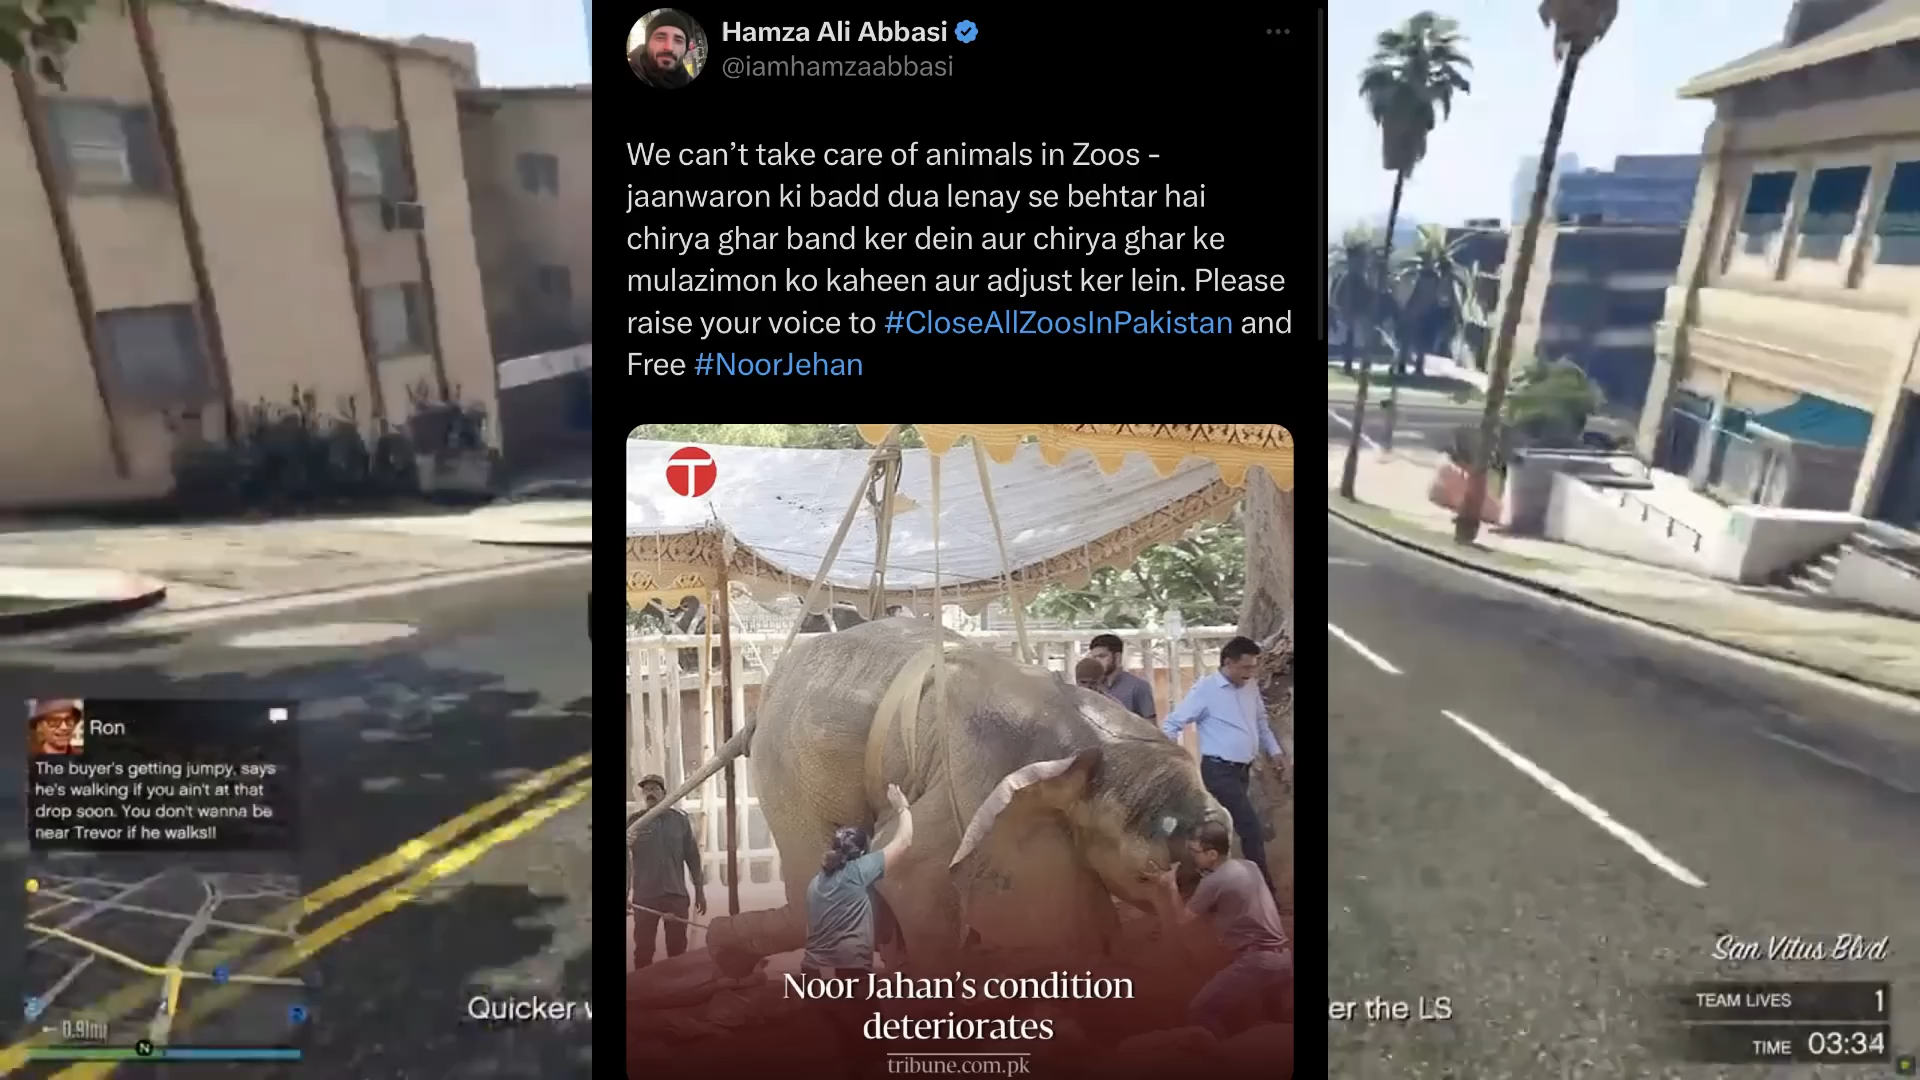 Hamza Ali Abbasi
@iamhamzaabbasi
We can’t take care of animals in Zoos -
jaanwaron ki badd dua lenay se behtar hai
chirya ghar band ker dein aur chirya ghar ke
mulazimon ko kaheen aur adjust ker lein. Please
raise your voice to #CloseAllZoosInPakistan and
Free #NoorJehan
T
Noor Jahan’s condition
deteriorates
tribune.com.pk
Ron
The buyer's getting jumpy, says
he's walking if you ain't at that
drop soon. You don't wanna be
near Trevor if he walks!!
0.91mi
N
Quicker
er the LS
San Vitus Blvd
TEAM LIVES 1
TIME 03:34